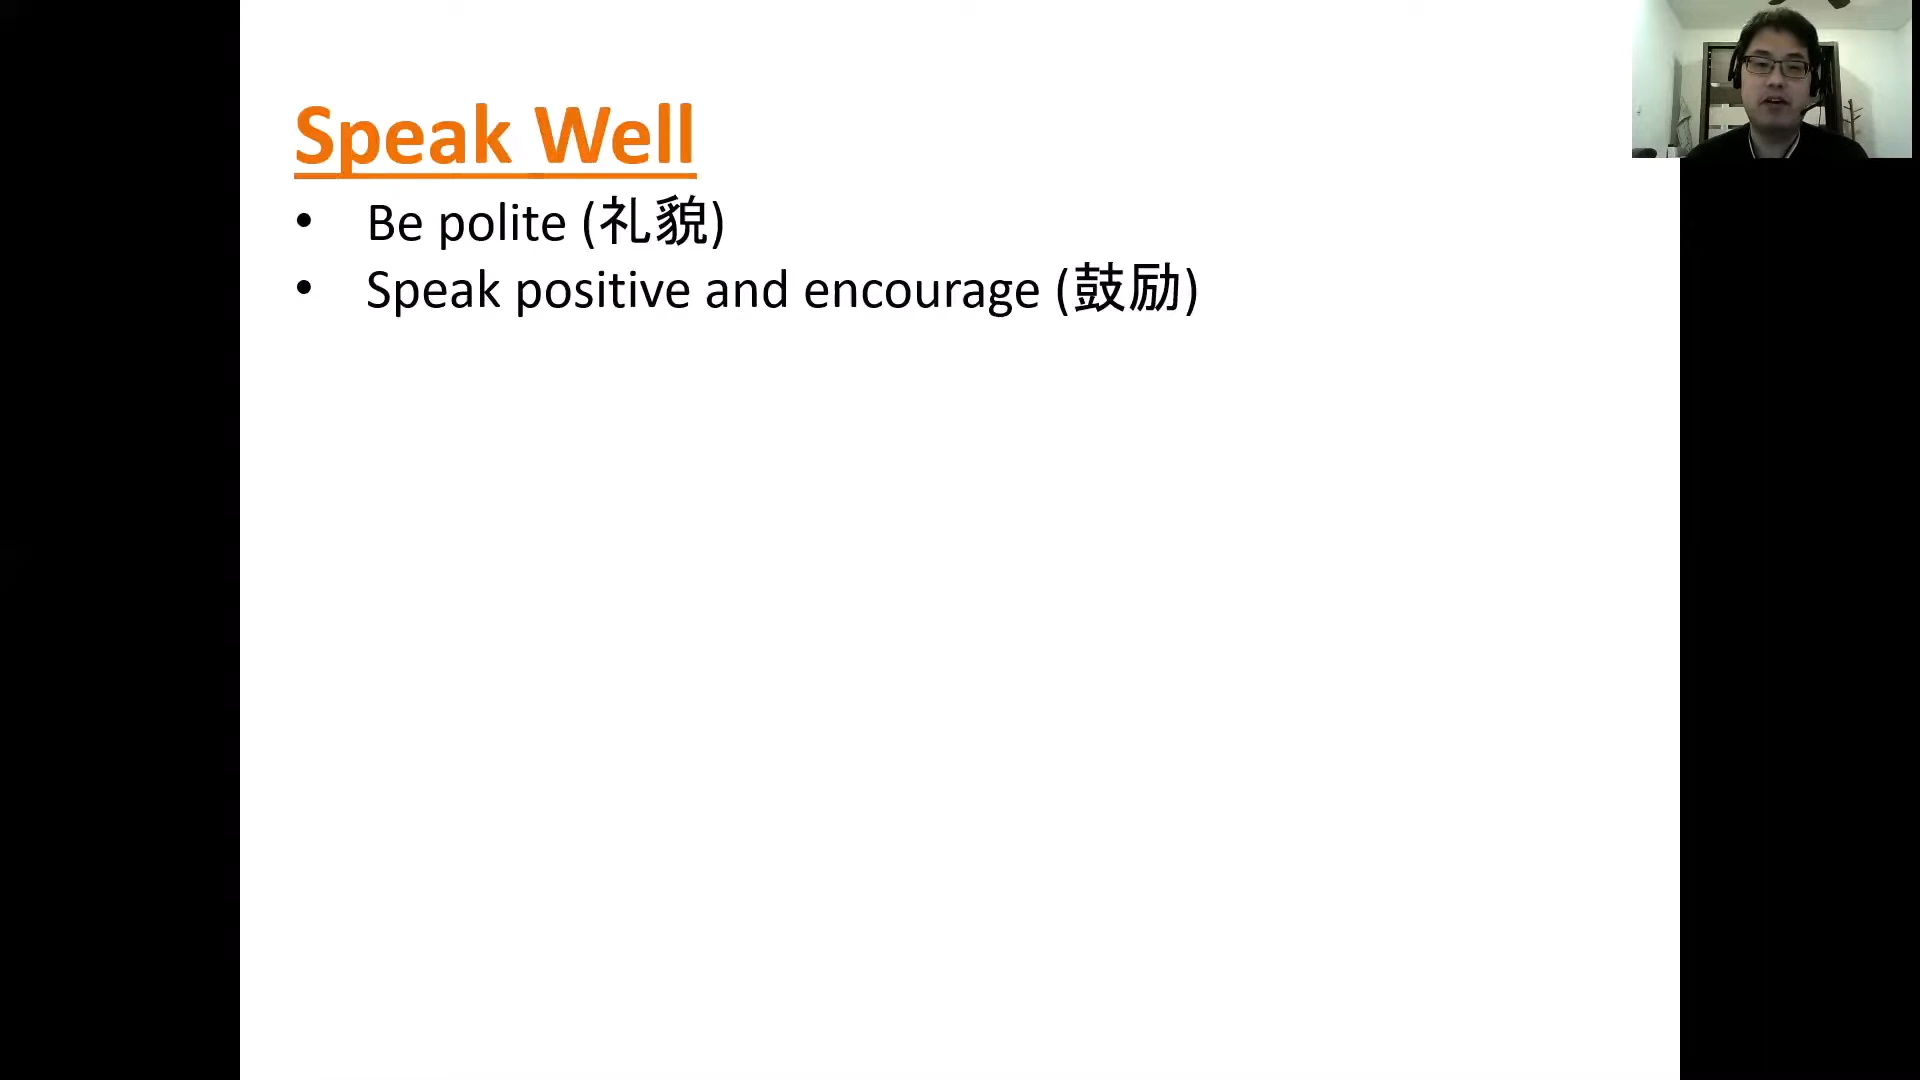 Speak Well
• Be polite (礼貌)
• Speak positive and encourage (鼓励)